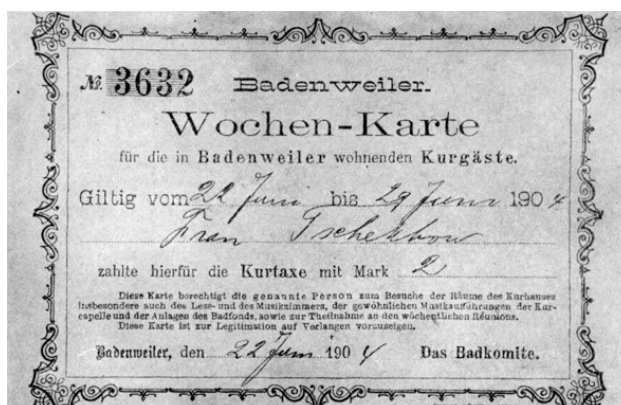 №. 3632 Badenweiler.
Wochen-Karte
für die in Badenweiler wohnenden Kurgäste.
Giltig vom 22 Juni bis 29 Juni 1904
Frau Tschekhow
zahlte hierfür die Kurtaxe mit Mark 2
Diese Karte berechtigt die genannte Person zum Besuche der Räume des Kurhauses
insbesondere auch des Lese- und des Musikzimmers, der gewöhnlichen Musikaufführungen der Kur-
capelle und der Anlagen des Badfonds, sowie zur Theilnahme an den wöchentlichen Réunions.
Diese Karte ist zur Legitimation auf Verlangen vorzuzeigen.
Badenweiler, den 22 Juni 1904 Das Badkomite.